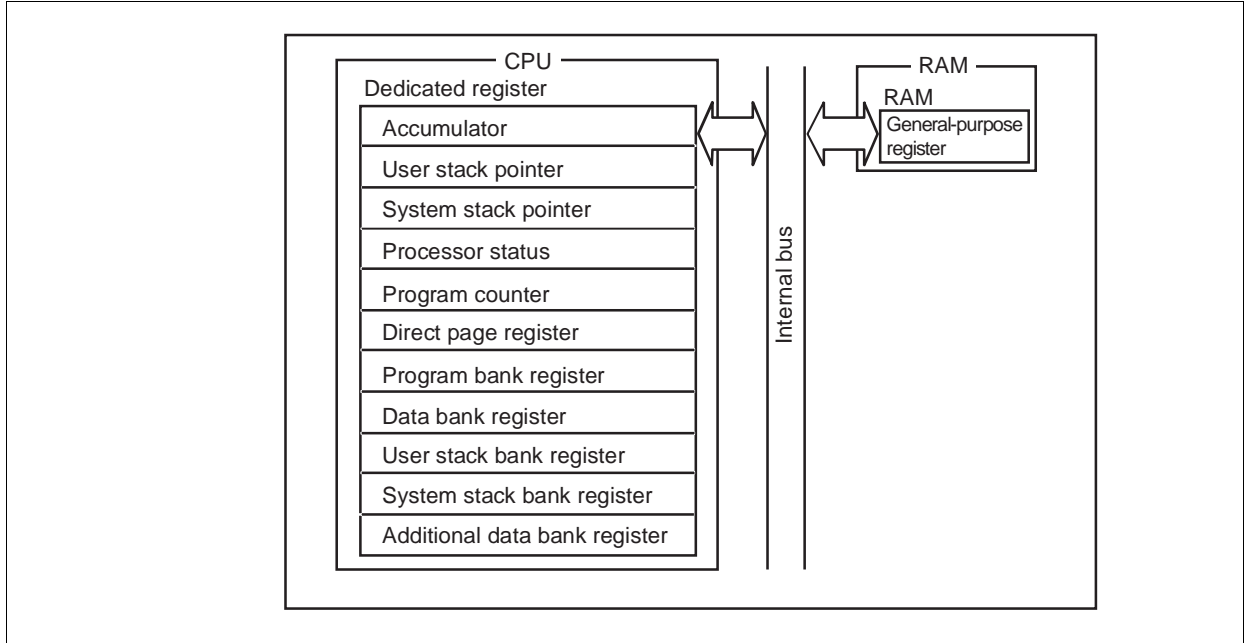 CPU
Dedicated register
Accumulator
User stack pointer
System stack pointer
Processor status
Program counter
Direct page register
Program bank register
Data bank register
User stack bank register
System stack bank register
Additional data bank register
Internal bus
RAM
RAM
General-purpose
register